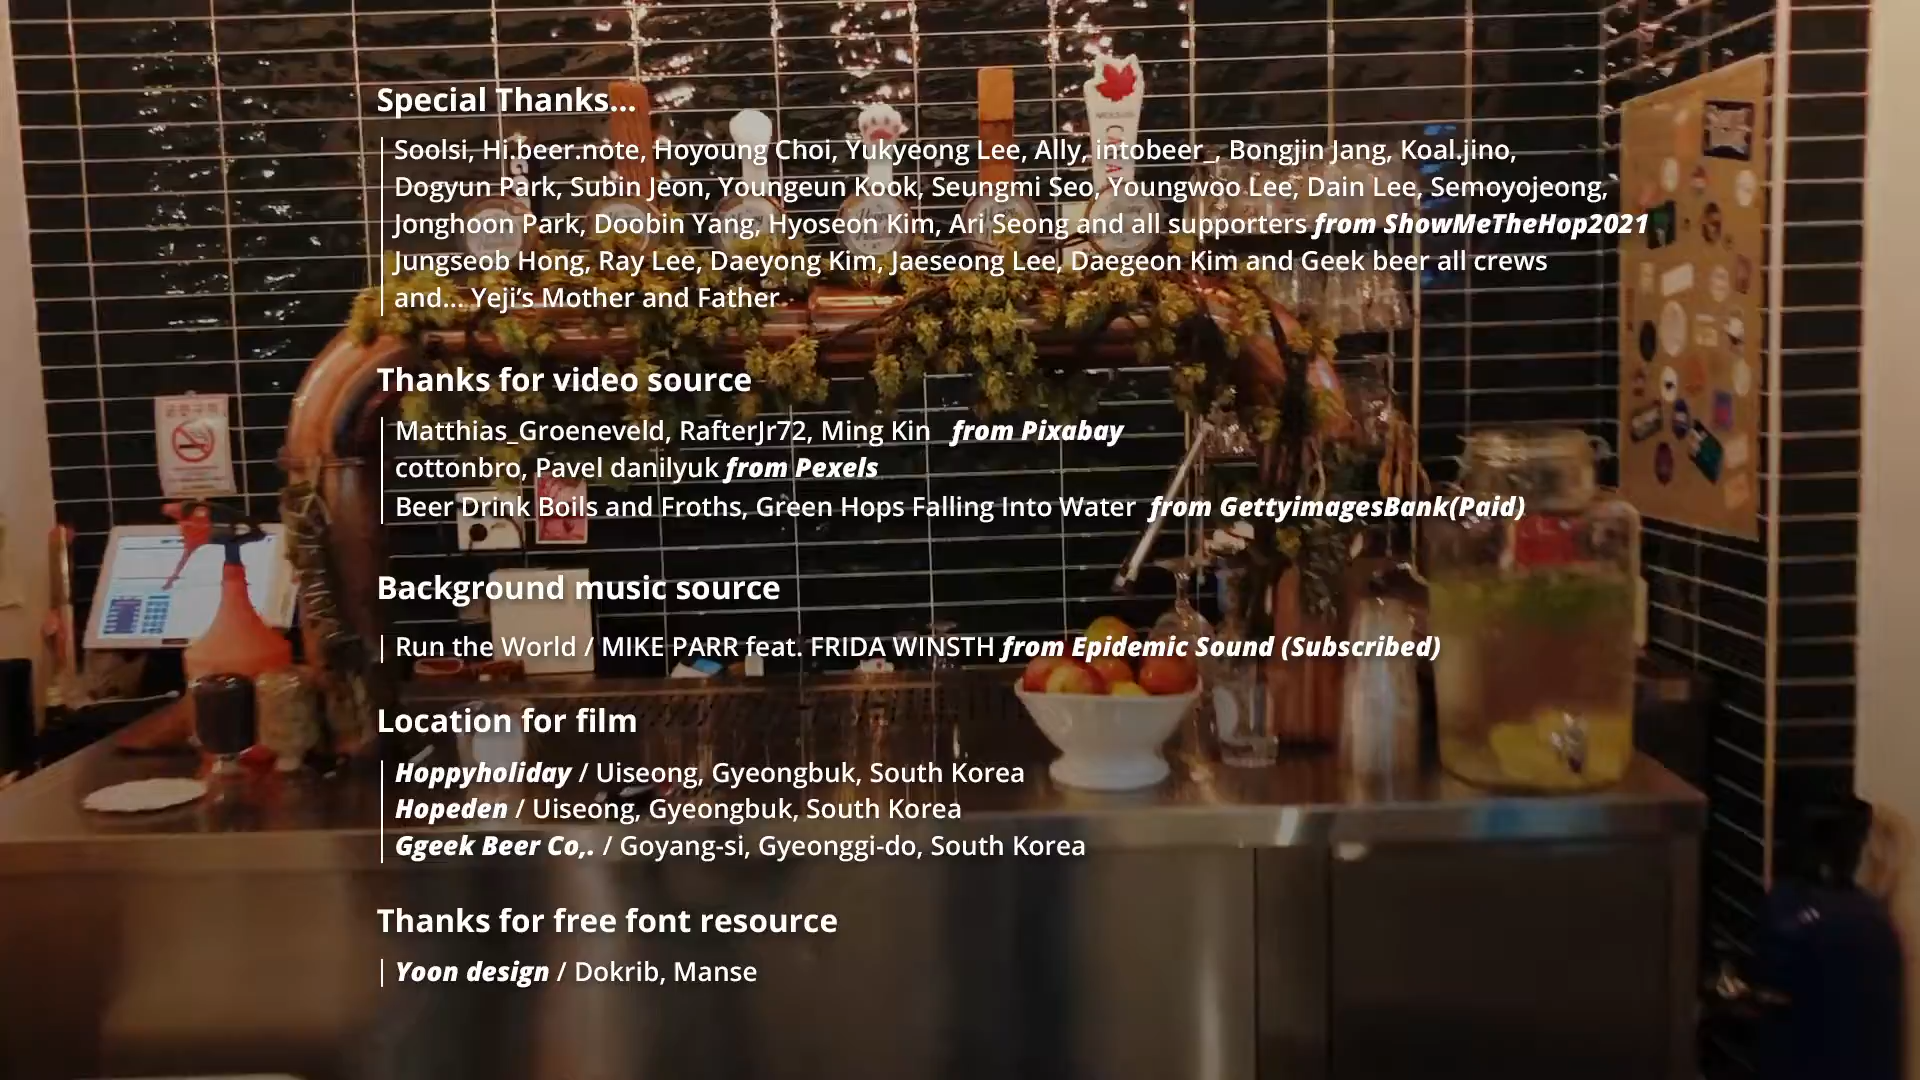 Special Thanks...
Soolsi, Hi.beer.note, Hoyoung Choi, Yukyeong Lee, Ally, intobeer_, Bongjin Jang, Koal.jino,
Dogyun Park, Subin Jeon, Youngeun Kook, Seungmi Seo, Youngwoo Lee, Dain Lee, Semoyojeong,
Jonghoon Park, Doobin Yang, Hyoseon Kim, Ari Seong and all supporters from ShowMeTheHop2021
Jungseob Hong, Ray Lee, Daeyong Kim, Jaeseong Lee, Daegeon Kim and Geek beer all crews
and... Yeji’s Mother and Father
Thanks for video source
Matthias_Groeneveld, RafterJr72, Ming Kin from Pixabay
cottonbro, Pavel danilyuk from Pexels
Beer Drink Boils and Froths, Green Hops Falling Into Water from GettyimagesBank(Paid)
Background music source
Run the World / MIKE PARR feat. FRIDA WINSTH from Epidemic Sound (Subscribed)
Location for film
Hoppyholiday / Uiseong, Gyeongbuk, South Korea
Hopeden / Uiseong, Gyeongbuk, South Korea
Ggeek Beer Co,. / Goyang-si, Gyeonggi-do, South Korea
Thanks for free font resource
Yoon design / Dokrib, Manse